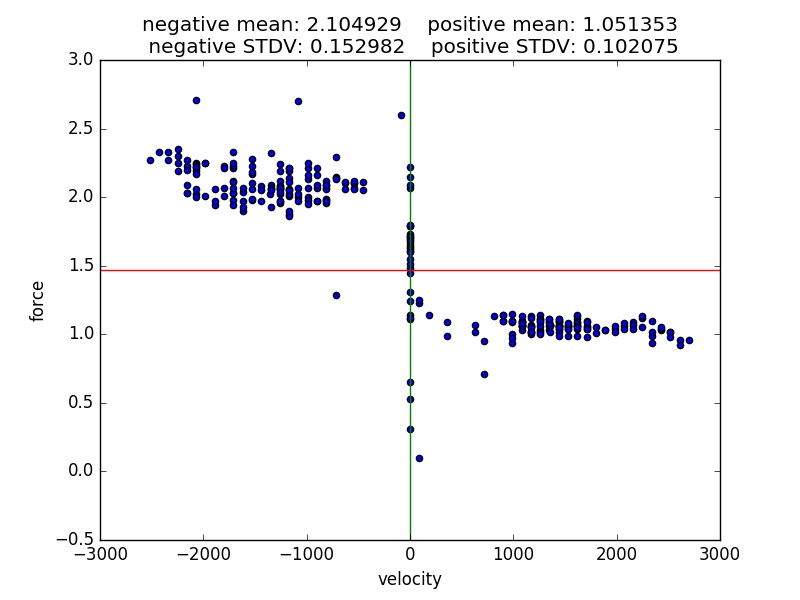 negative mean: 2.104929    positive mean: 1.051353
negative STDV: 0.152982    positive STDV: 0.102075
3.0
2.5
2.0
1.5
1.0
0.5
0.0
−0.5
force
−3000 −2000 −1000 0 1000 2000 3000
velocity